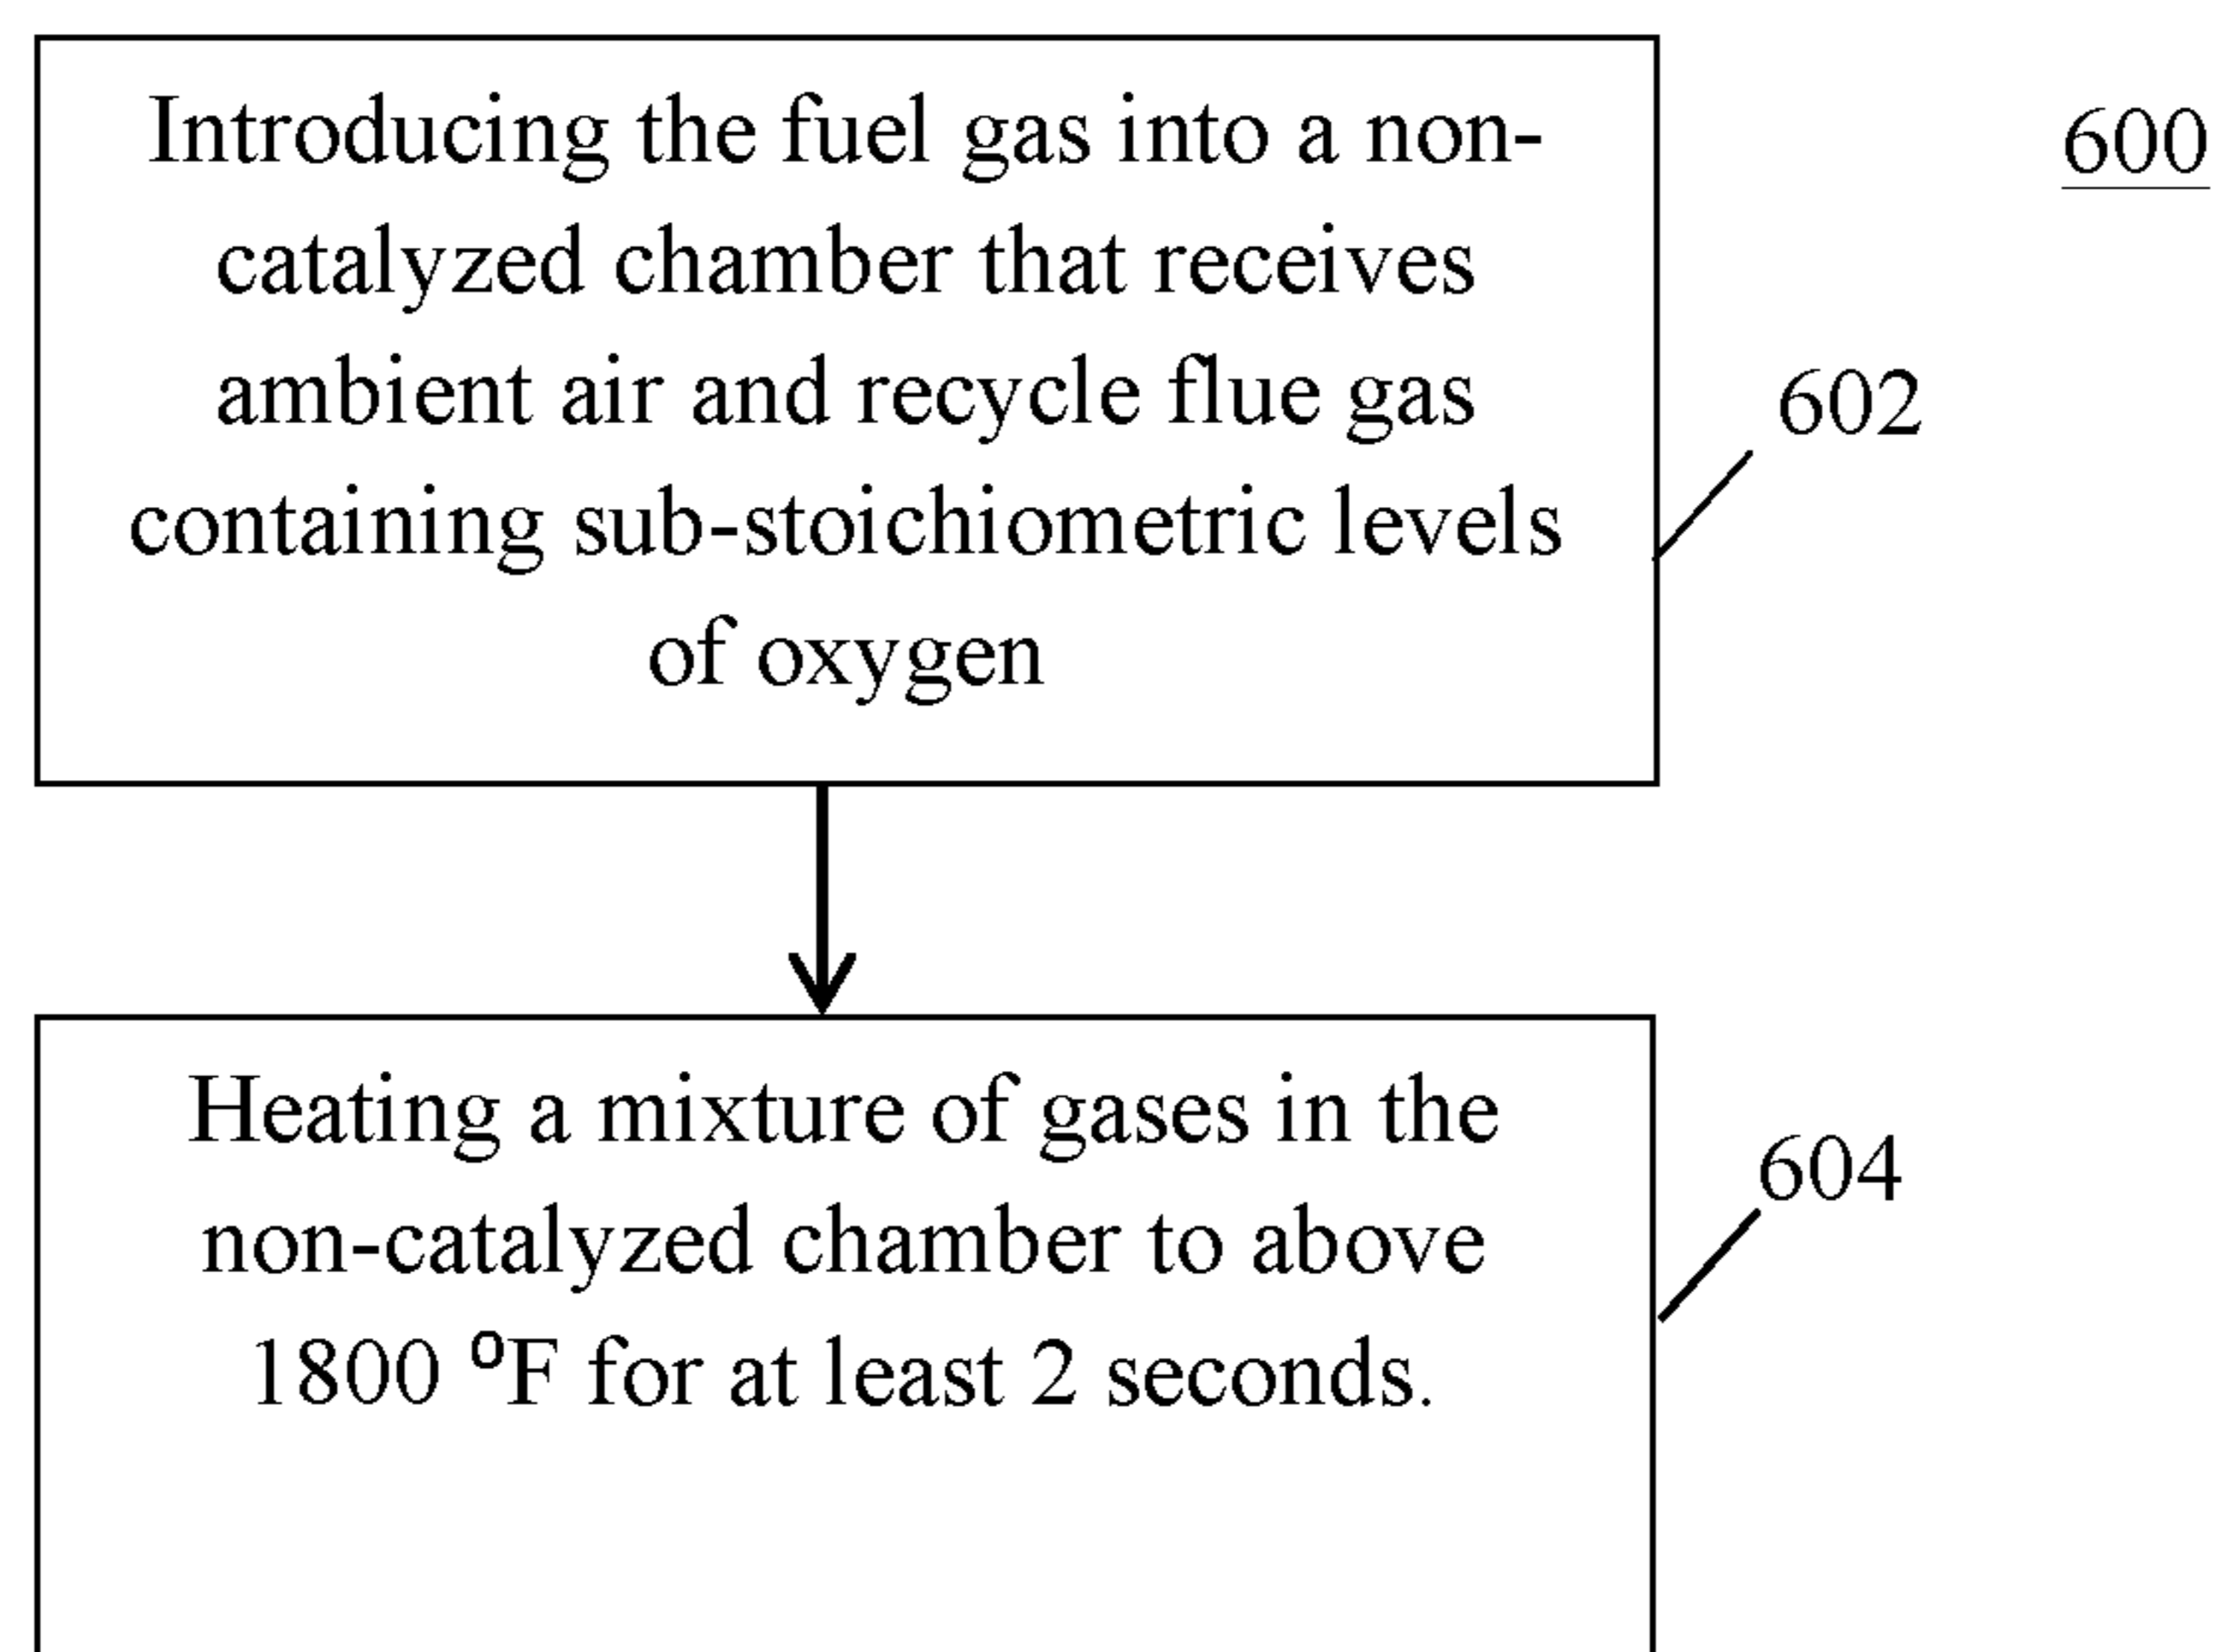 Introducing the fuel gas into a non-
catalyzed chamber that receives
ambient air and recycle flue gas
containing sub-stoichiometric levels
of oxygen
600
602
Heating a mixture of gases in the
non-catalyzed chamber to above
1800 ⁰F for at least 2 seconds.
604